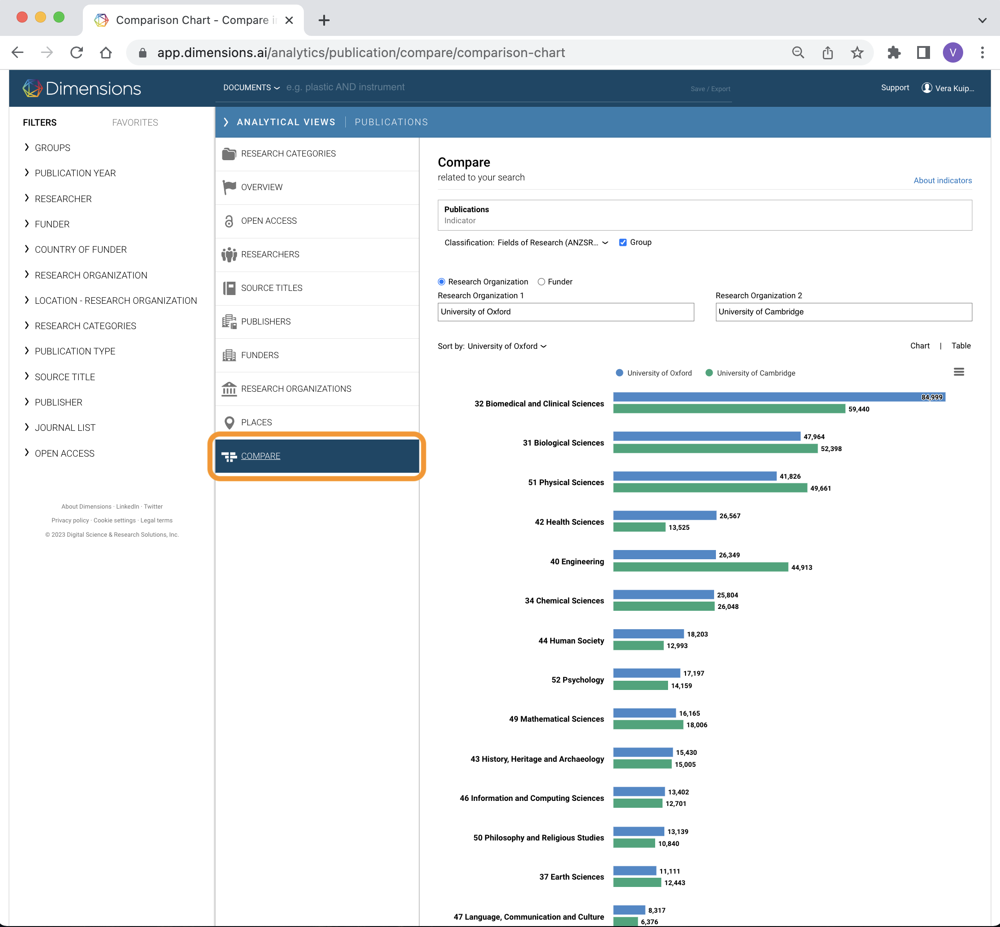 Comparison Chart - Compare i
app.dimensions.ai/analytics/publication/compare/comparison-chart
V
Dimensions
DOCUMENTS e.g. plastic AND instrument
Save / Export
Support
Vera Kuip...
FILTERS
FAVORITES
GROUPS
PUBLICATION YEAR
RESEARCHER
FUNDER
COUNTRY OF FUNDER
RESEARCH ORGANIZATION
LOCATION - RESEARCH ORGANIZATION
RESEARCH CATEGORIES
PUBLICATION TYPE
SOURCE TITLE
PUBLISHER
JOURNAL LIST
OPEN ACCESS
About Dimensions · LinkedIn · Twitter
Privacy policy · Cookie settings · Legal terms
© 2023 Digital Science & Research Solutions, Inc.
ANALYTICAL VIEWS | PUBLICATIONS
RESEARCH CATEGORIES
OVERVIEW
OPEN ACCESS
RESEARCHERS
SOURCE TITLES
PUBLISHERS
FUNDERS
RESEARCH ORGANIZATIONS
PLACES
COMPARE
Compare
related to your search
About indicators
Publications
Indicator
Classification: Fields of Research (ANZSR... Group
Research Organization Funder
Research Organization 1
University of Oxford
Research Organization 2
University of Cambridge
Sort by: University of Oxford
Chart | Table
University of Oxford University of Cambridge
32 Biomedical and Clinical Sciences
84,999
59,440
31 Biological Sciences
47,964
52,398
51 Physical Sciences
41,826
49,661
42 Health Sciences
26,567
13,525
40 Engineering
26,349
44,913
34 Chemical Sciences
25,804
26,048
44 Human Society
18,203
12,993
52 Psychology
17,197
14,159
49 Mathematical Sciences
16,165
18,006
43 History, Heritage and Archaeology
15,430
15,005
46 Information and Computing Sciences
13,402
12,701
50 Philosophy and Religious Studies
13,139
10,840
37 Earth Sciences
11,111
12,443
47 Language, Communication and Culture
8,317
6,376